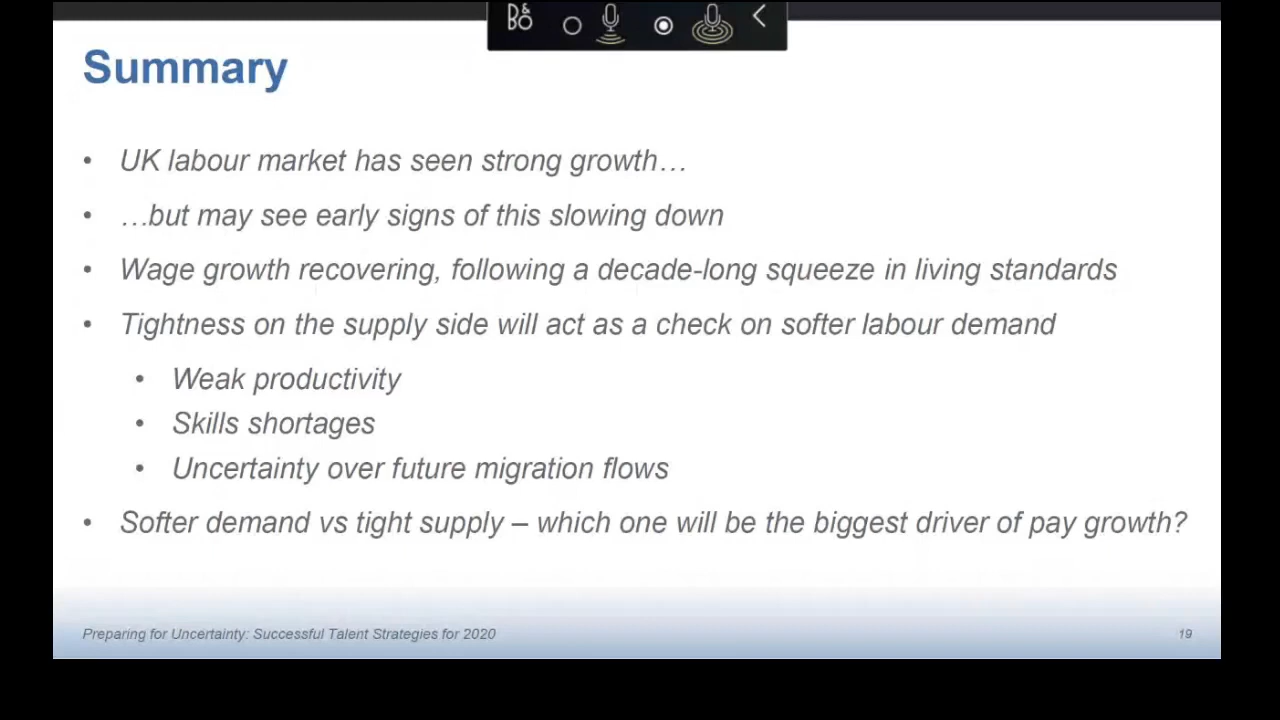 B&O
Summary
• UK labour market has seen strong growth…
• …but may see early signs of this slowing down
• Wage growth recovering, following a decade-long squeeze in living standards
• Tightness on the supply side will act as a check on softer labour demand
• Weak productivity
• Skills shortages
• Uncertainty over future migration flows
• Softer demand vs tight supply – which one will be the biggest driver of pay growth?
Preparing for Uncertainty: Successful Talent Strategies for 2020 19